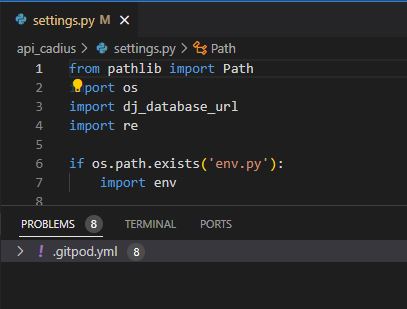 settings.py M
api_cadius > settings.py > Path
1 from pathlib import Path
2 port os
3 import dj_database_url
4 import re
5
6 if os.path.exists('env.py'):
7 import env
8
PROBLEMS 8 TERMINAL PORTS
! .gitpod.yml 8